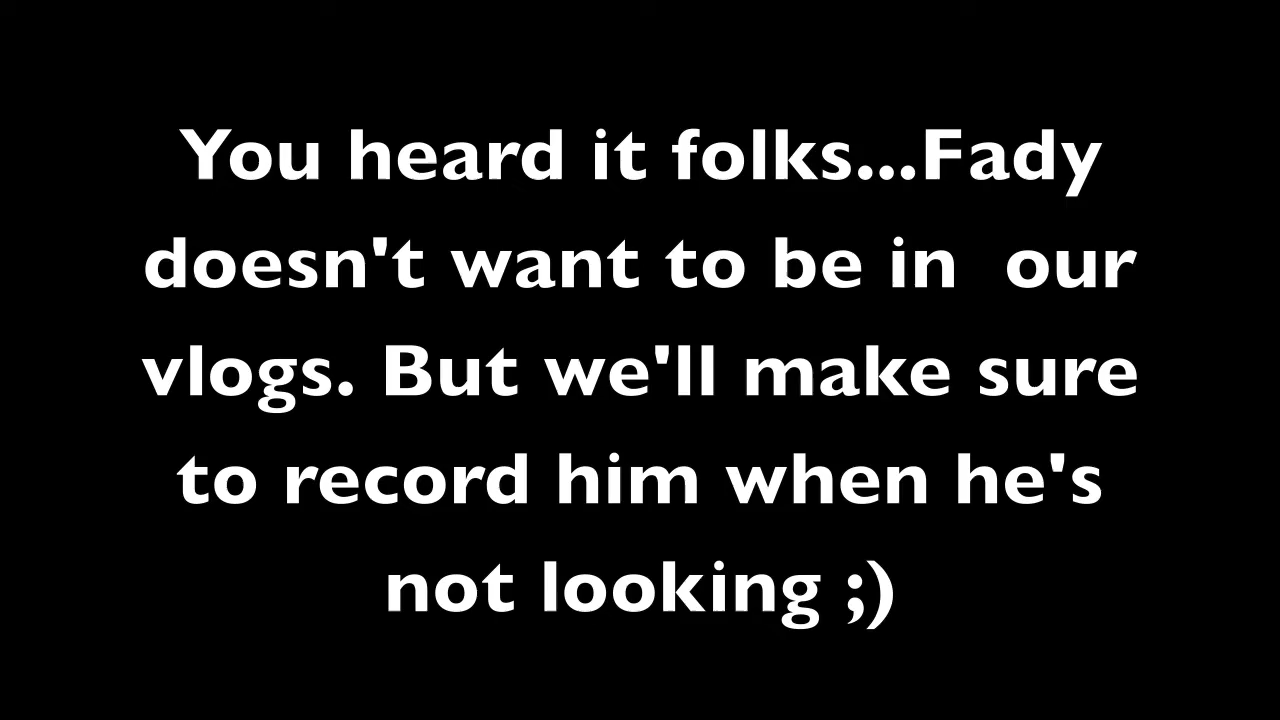 You heard it folks...Fady
doesn't want to be in  our
vlogs. But we'll make sure
to record him when he's
not looking ;)